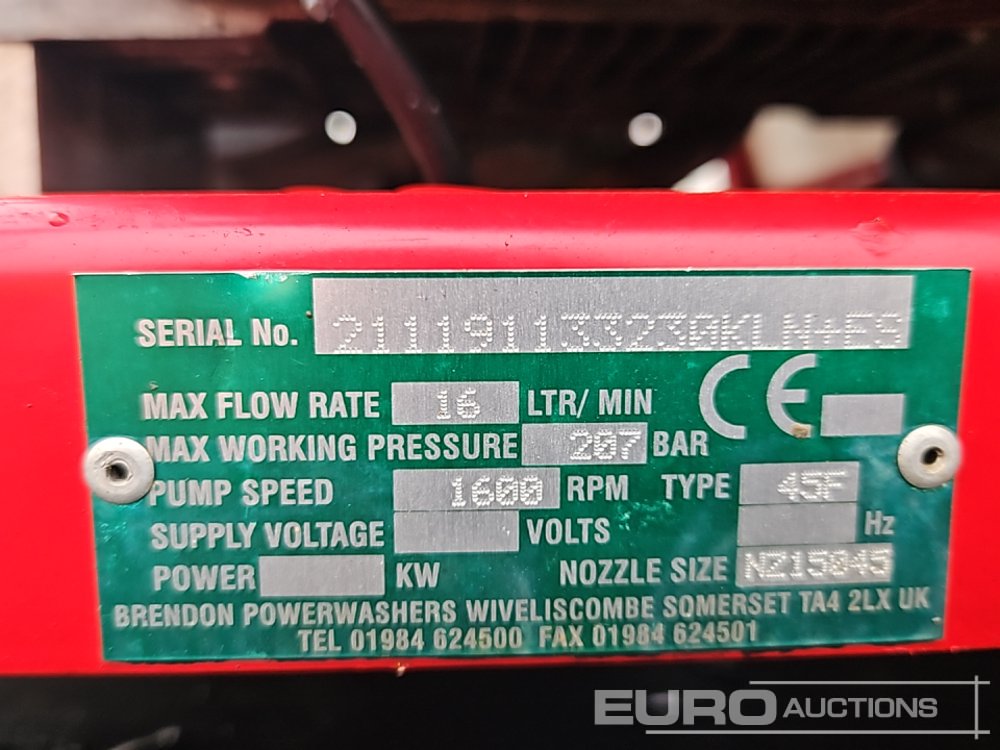 SERIAL No. 211191133230KLN+FS
MAX FLOW RATE 16 LTR/ MIN CE
MAX WORKING PRESSURE 207 BAR
PUMP SPEED 1600 RPM TYPE 45F
SUPPLY VOLTAGE VOLTS Hz
POWER KW NOZZLE SIZE NZ15045
BRENDON POWERWASHERS WIVELISCOMBE SOMERSET TA4 2LX UK
TEL 01984 624500 FAX 01984 624501
EURO AUCTIONS